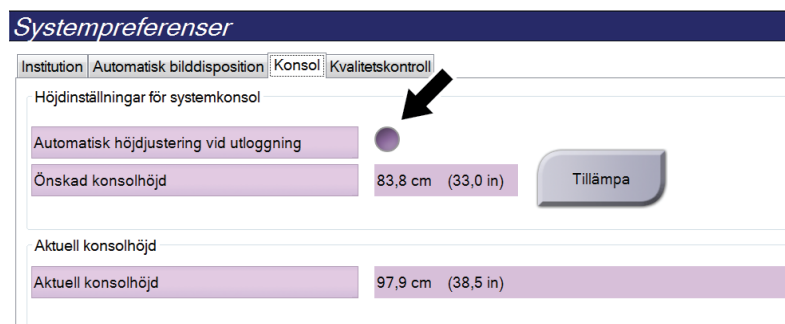 Systempreferenser
Institution Automatisk bilddisposition Konsol Kvalitetskontroll
Höjdinställningar för systemkonsol
Automatisk höjdjustering vid utloggning
Önskad konsolhöjd 83,8 cm (33,0 in) Tillämpa
Aktuell konsolhöjd
Aktuell konsolhöjd 97,9 cm (38,5 in)